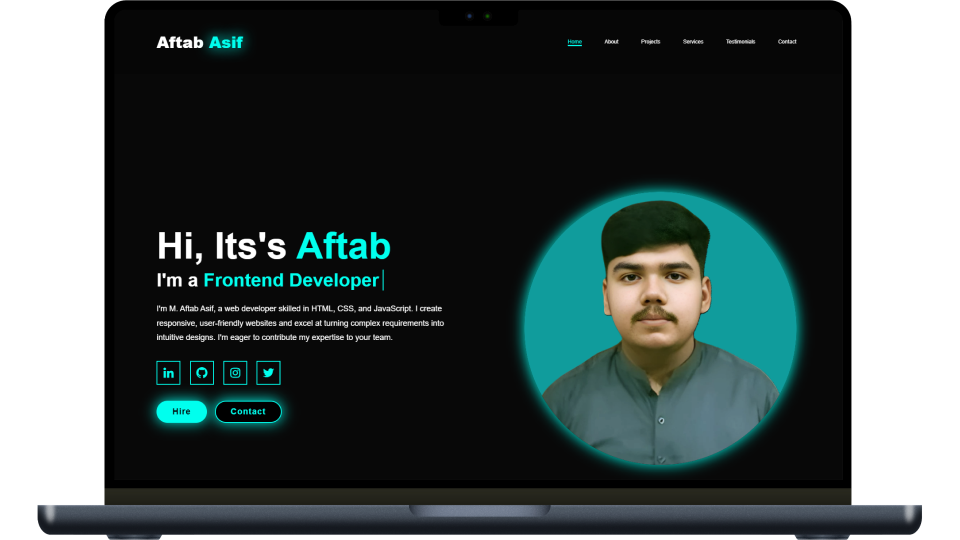 Aftab Asif
Home About Projects Services Testimonials Contact
Hi, Its's Aftab
I'm a Frontend Developer
I'm M. Aftab Asif, a web developer skilled in HTML, CSS, and JavaScript. I create
responsive, user-friendly websites and excel at turning complex requirements into
intuitive designs. I'm eager to contribute my expertise to your team.
in
Hire Contact